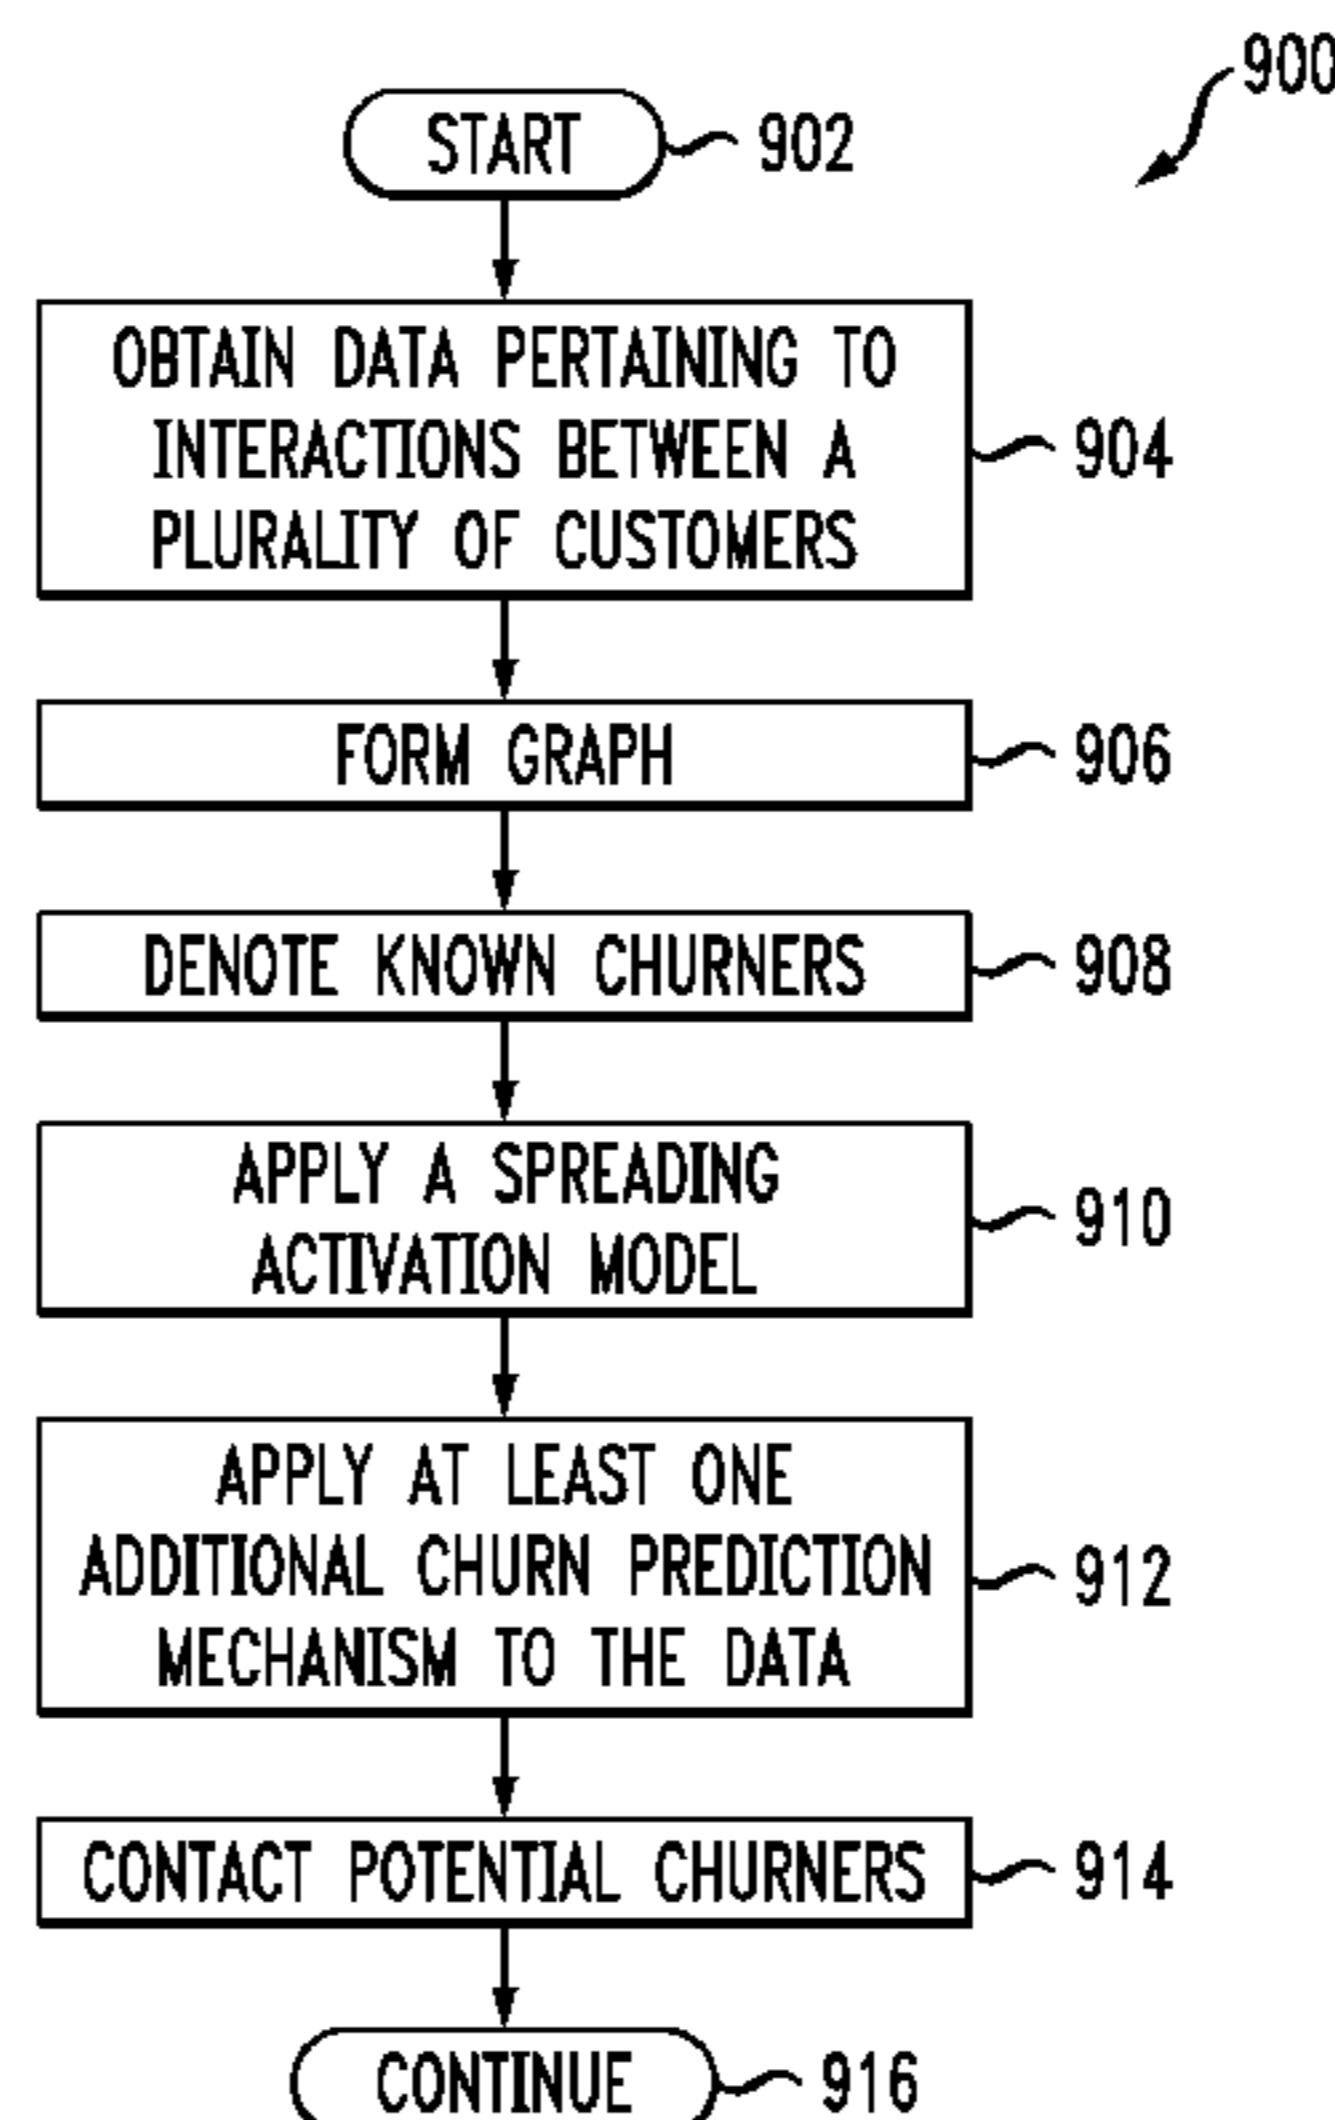 900
START 902
OBTAIN DATA PERTAINING TO
INTERACTIONS BETWEEN A
PLURALITY OF CUSTOMERS
904
FORM GRAPH 906
DENOTE KNOWN CHURNERS 908
APPLY A SPREADING
ACTIVATION MODEL
910
APPLY AT LEAST ONE
ADDITIONAL CHURN PREDICTION
MECHANISM TO THE DATA
912
CONTACT POTENTIAL CHURNERS 914
CONTINUE 916